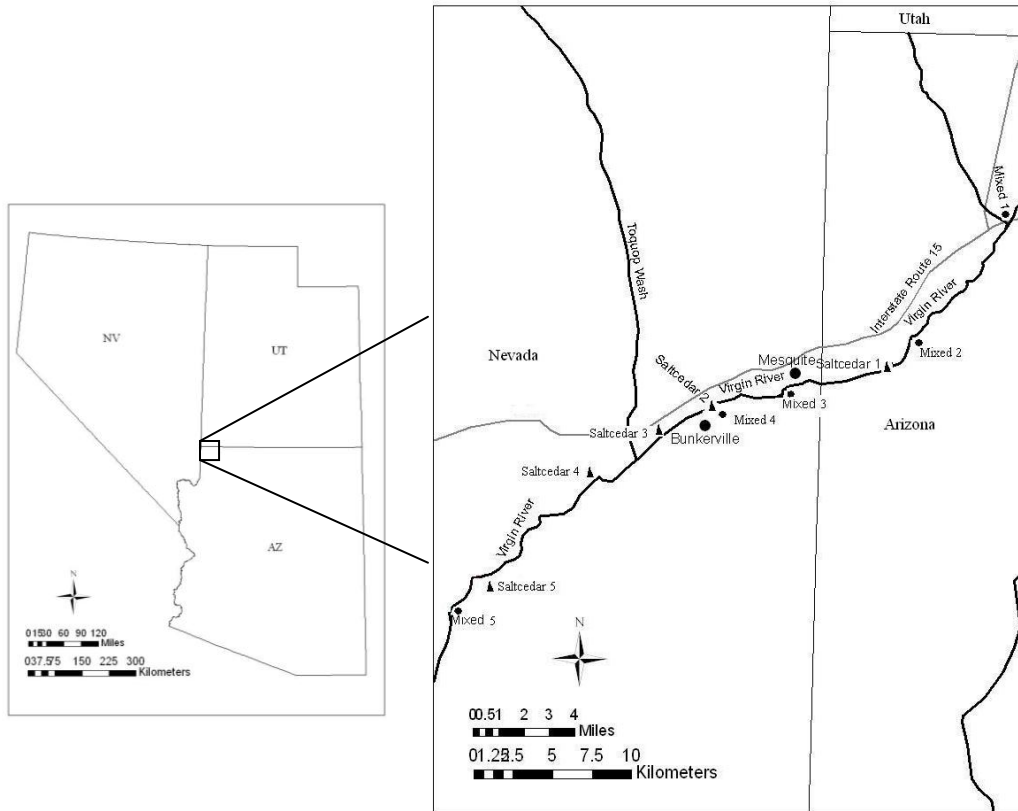 NV
UT
AZ
N
01530 60 90 120
Miles
037.575 150 225 300
Kilometers
Utah
Mixed 1
Toquop Wash
Interstate Route 15
Virgin River
Nevada
Mixed 2
Mesquite
Saltcedar 1
Saltcedar 2
Virgin River
Mixed 3
Mixed 4
Arizona
Saltcedar 3
Bunkerville
Saltcedar 4
Virgin River
Saltcedar 5
Mixed 5
N
00.51 2 3 4
Miles
01.252.5 5 7.5 10
Kilometers